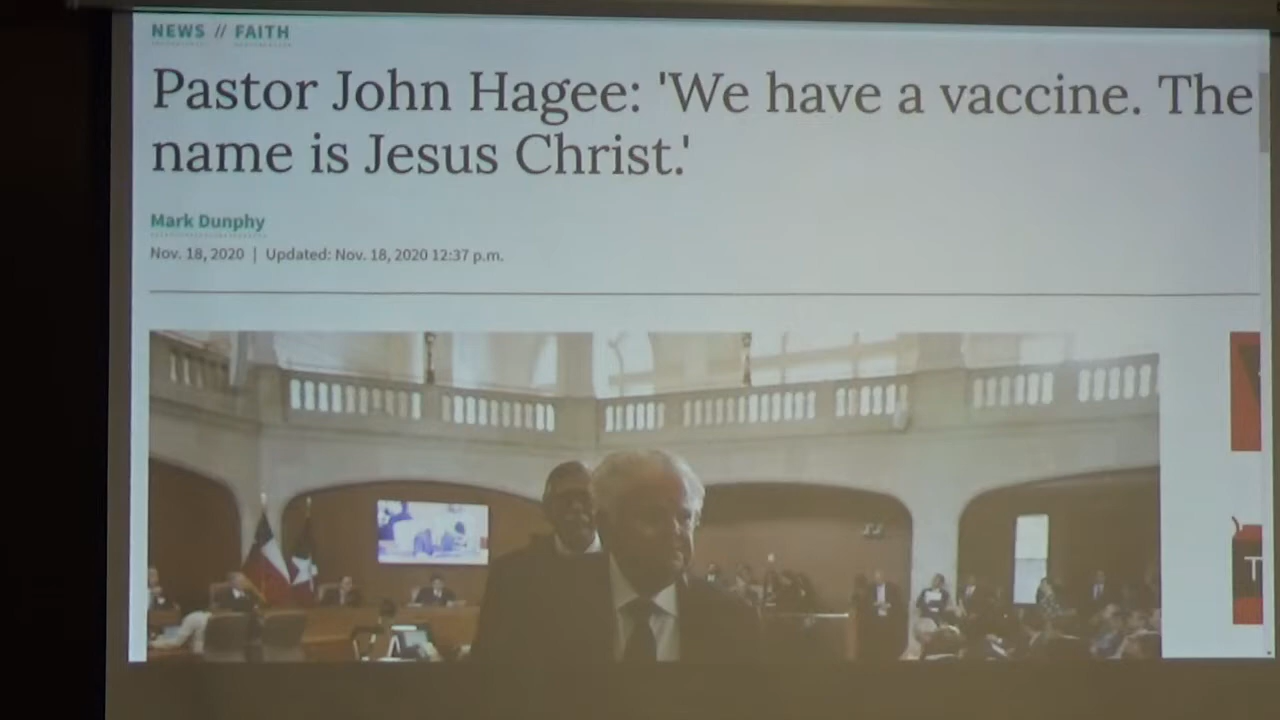 NEWS // FAITH
Pastor John Hagee: 'We have a vaccine. The
name is Jesus Christ.'
Mark Dunphy
Nov. 18, 2020 | Updated: Nov. 18, 2020 12:37 p.m.
T